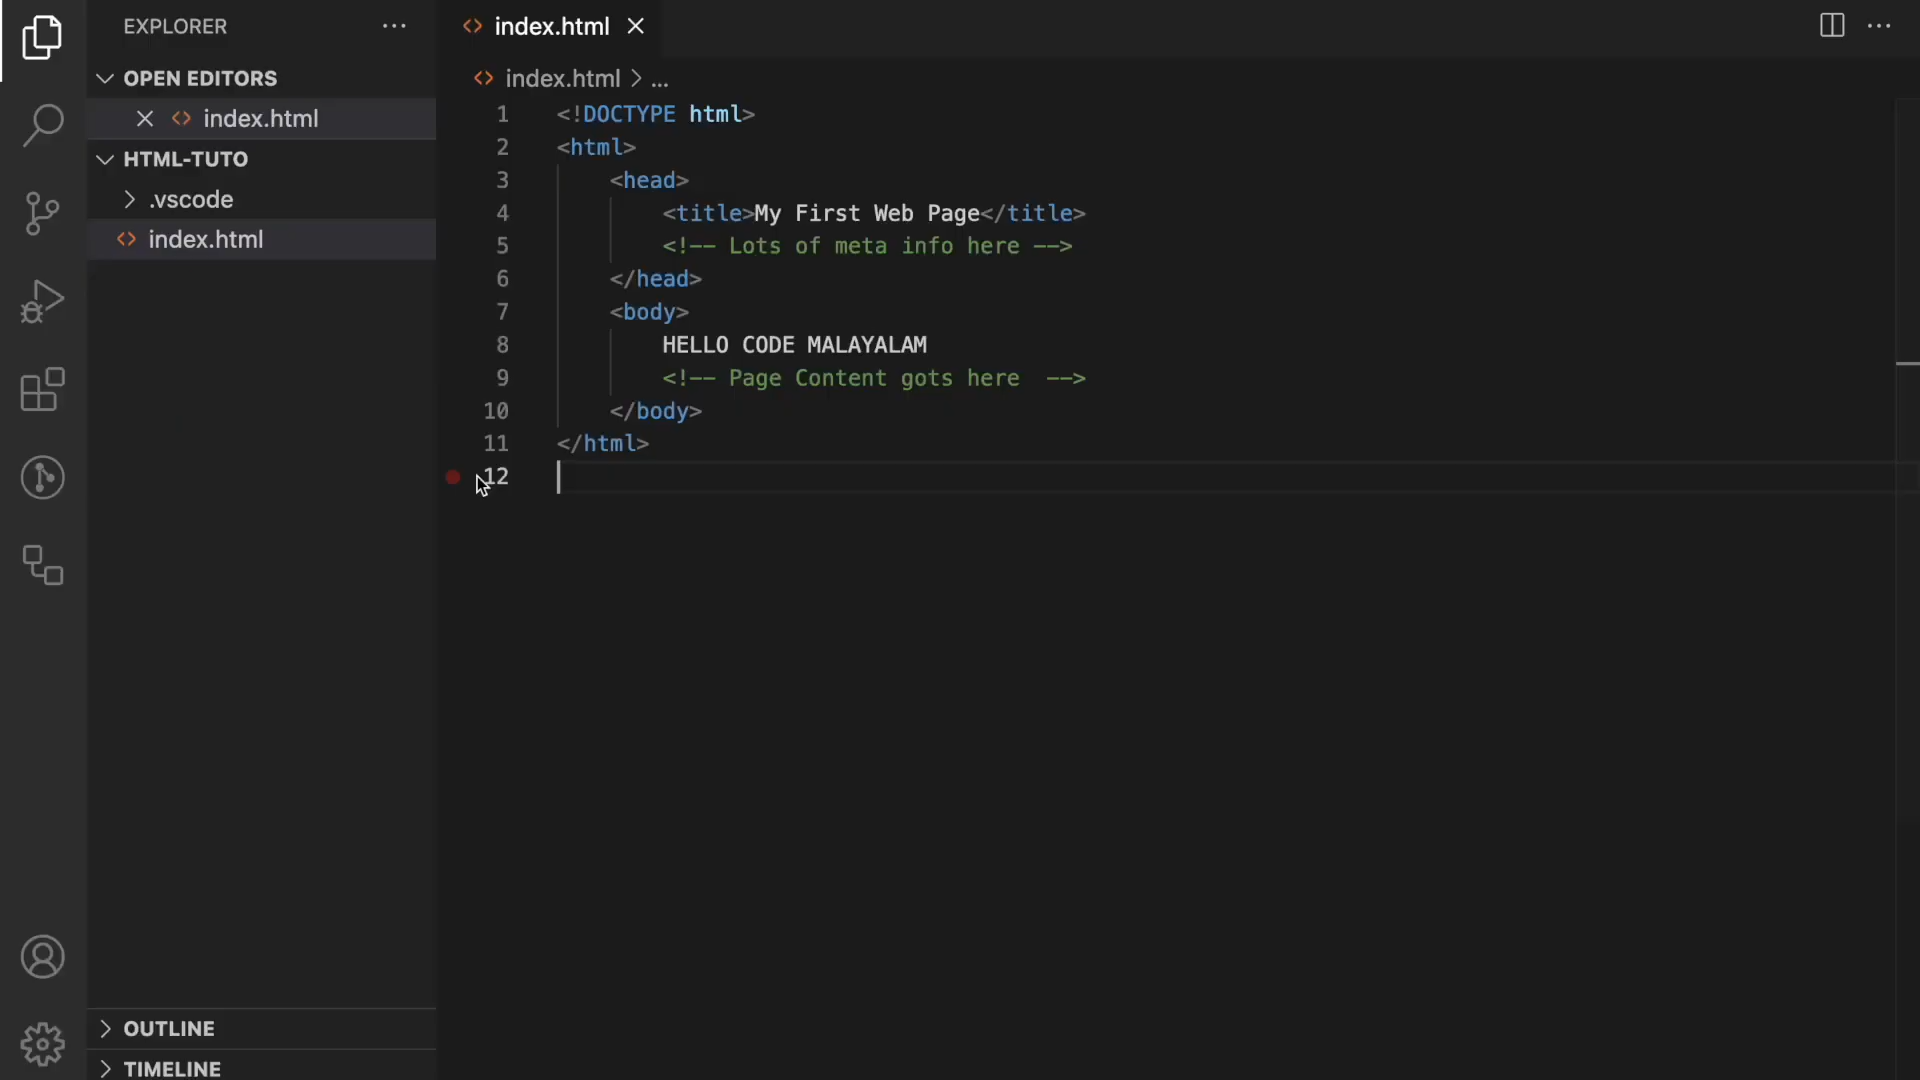 EXPLORER
index.html
OPEN EDITORS
index.html > ...
index.html
HTML-TUTO
.vscode
index.html
1 <!DOCTYPE html>
2 <html>
3 <head>
4 <title>My First Web Page</title>
5 <!-- Lots of meta info here -->
6 </head>
7 <body>
8 HELLO CODE MALAYALAM
9 <!-- Page Content gots here  -->
10 </body>
11 </html>
12
OUTLINE
TIMELINE